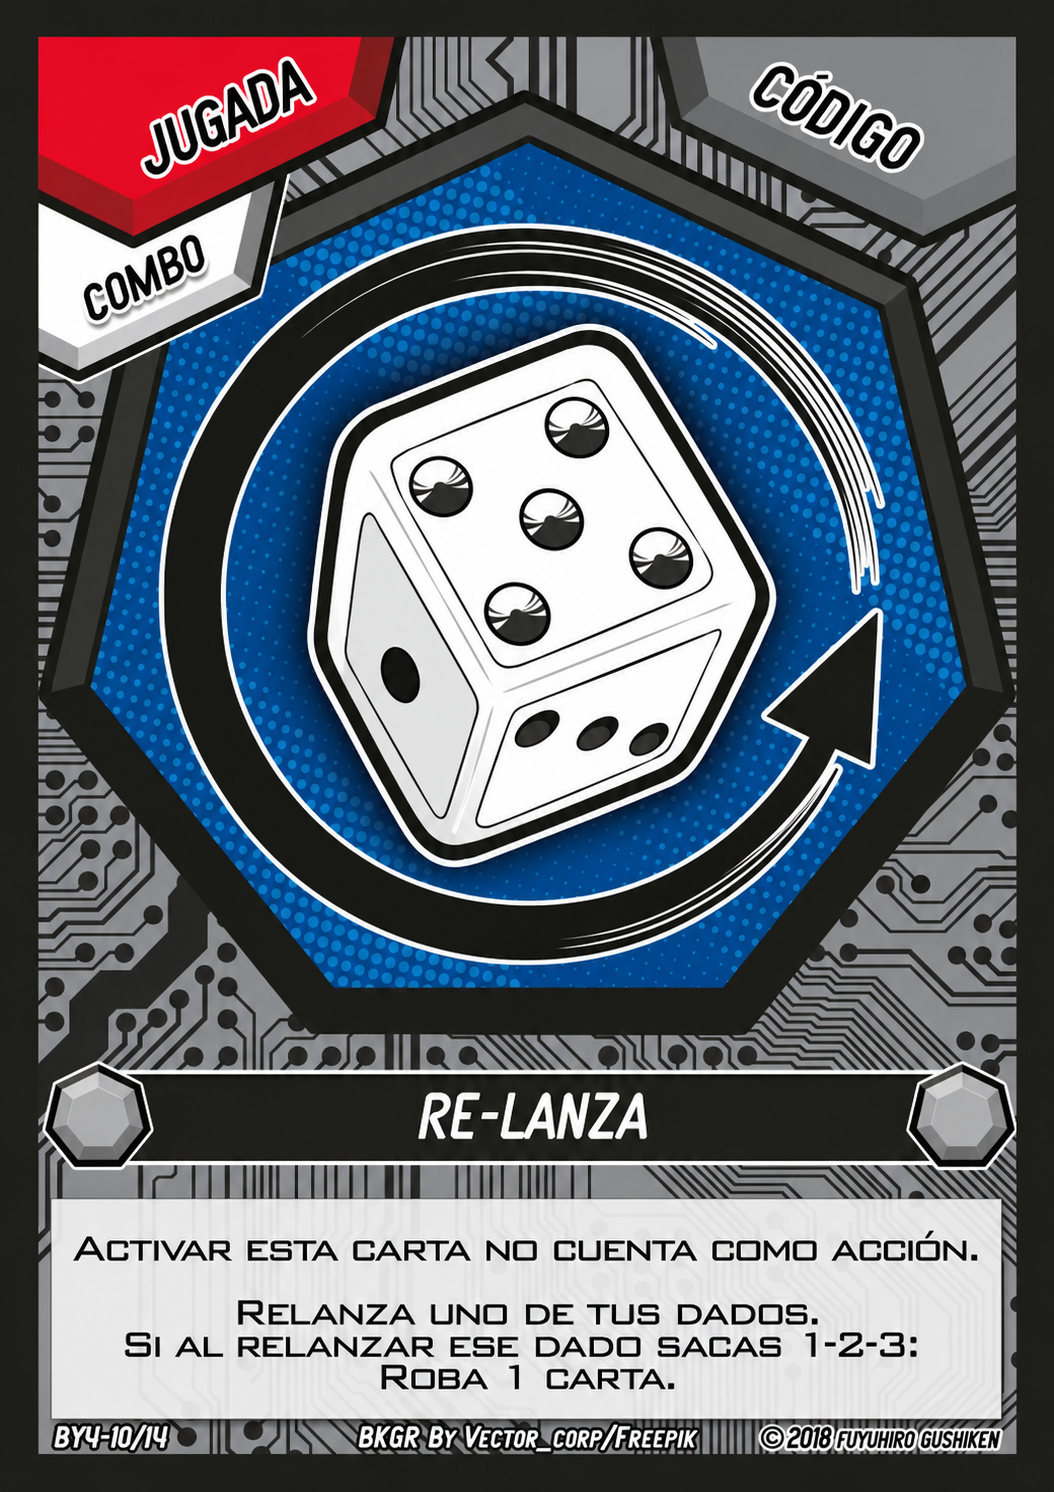 JUGADA
CÓDIGO
COMBO
RE-LANZA
ACTIVAR ESTA CARTA NO CUENTA COMO ACCIÓN.
RELANZA UNO DE TUS DADOS.
SI AL RELANZAR ESE DADO SACAS 1-2-3:
ROBA 1 CARTA.
BY4-10/14
BKGR BY VECTOR_CORP/FREEPIK
© 2018 FUYUHIRO GUSHIKEN